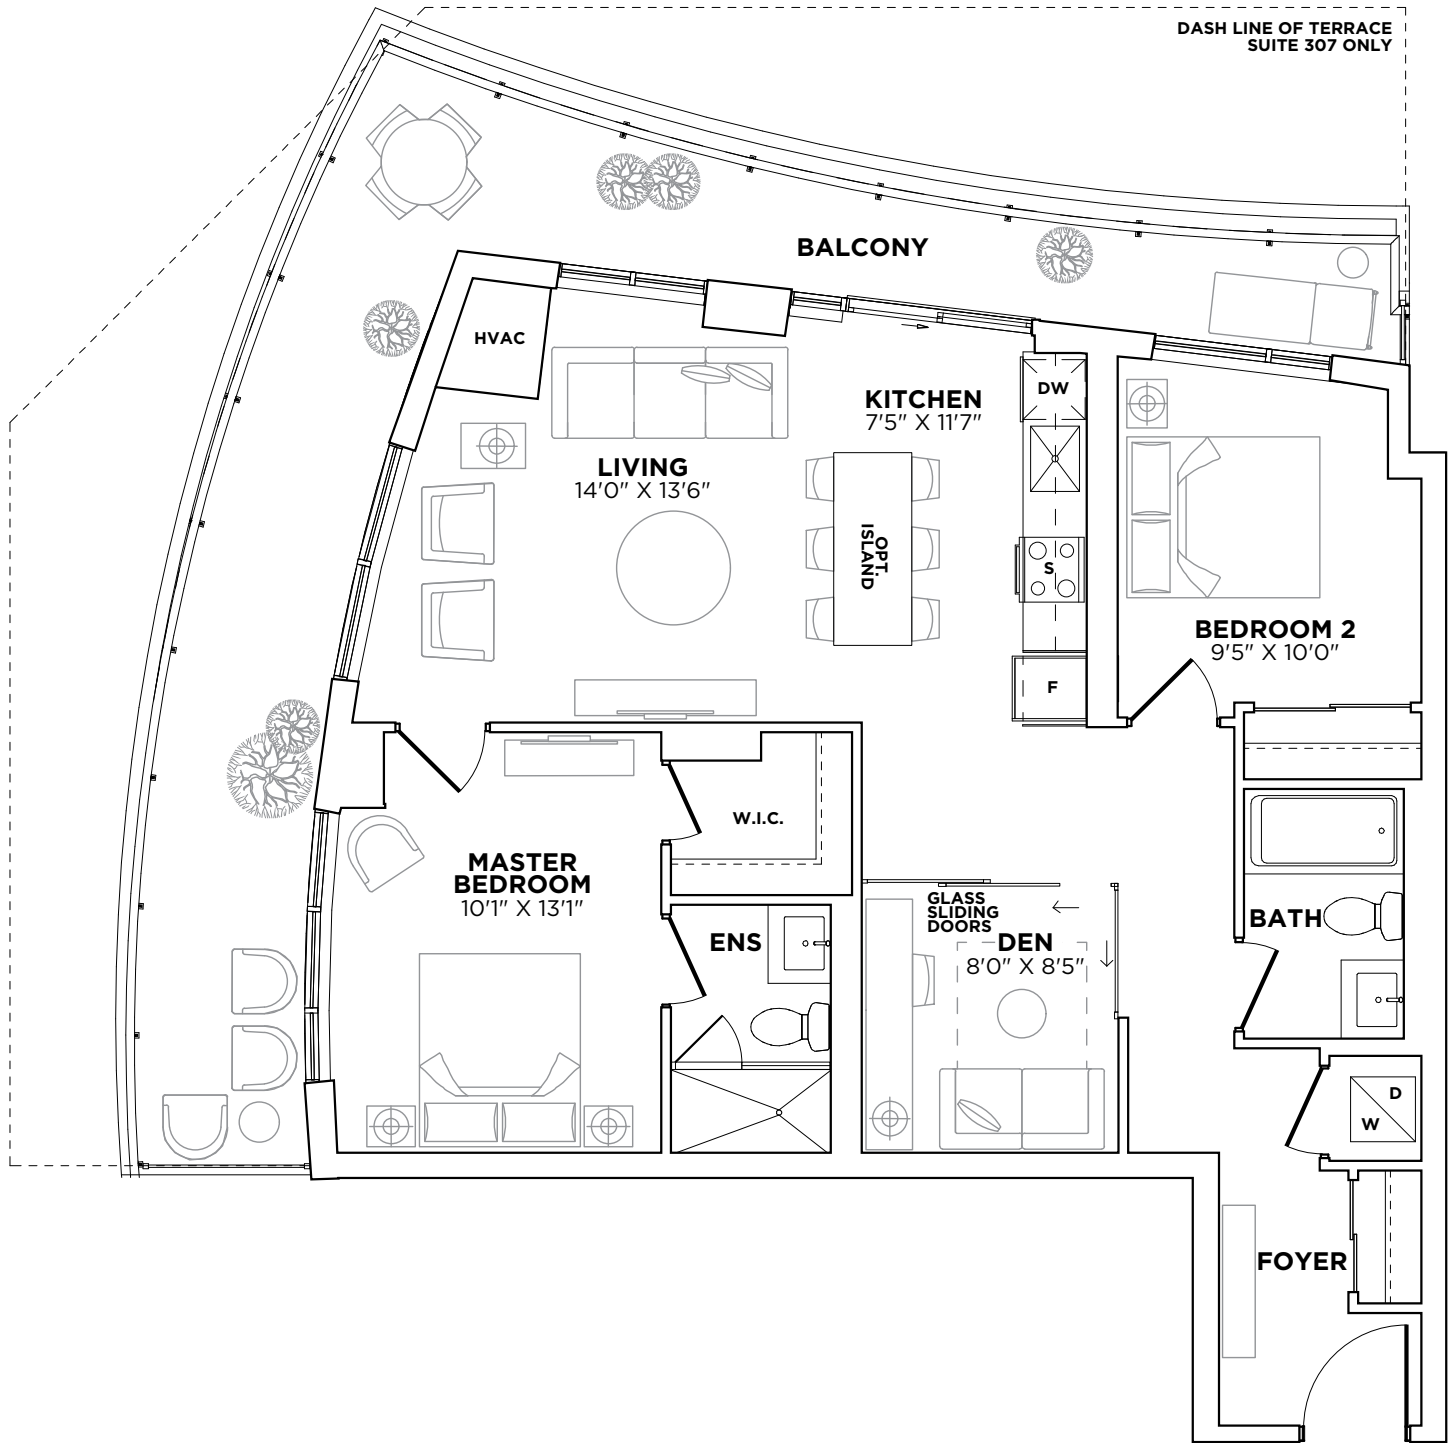 DASH LINE OF TERRACE
SUITE 307 ONLY
BALCONY
HVAC
KITCHEN
7'5" X 11'7"
DW
LIVING
14'0" X 13'6"
OPT.
ISLAND
S
F
BEDROOM 2
9'5" X 10'0"
W.I.C.
MASTER
BEDROOM
10'1" X 13'1"
ENS
GLASS
SLIDING
DOORS
DEN
8'0" X 8'5"
BATH
D
W
FOYER